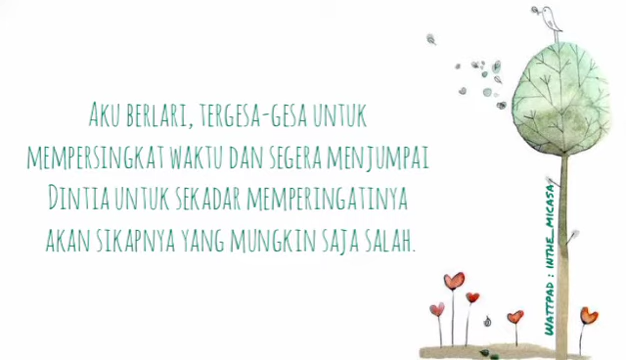 Aku berlari, tergesa-gesa untuk
mempersingkat waktu dan segera menjumpai
Dintia untuk sekadar memperingatinya
akan sikapnya yang mungkin saja salah.
Wattpad : inthe_micasa